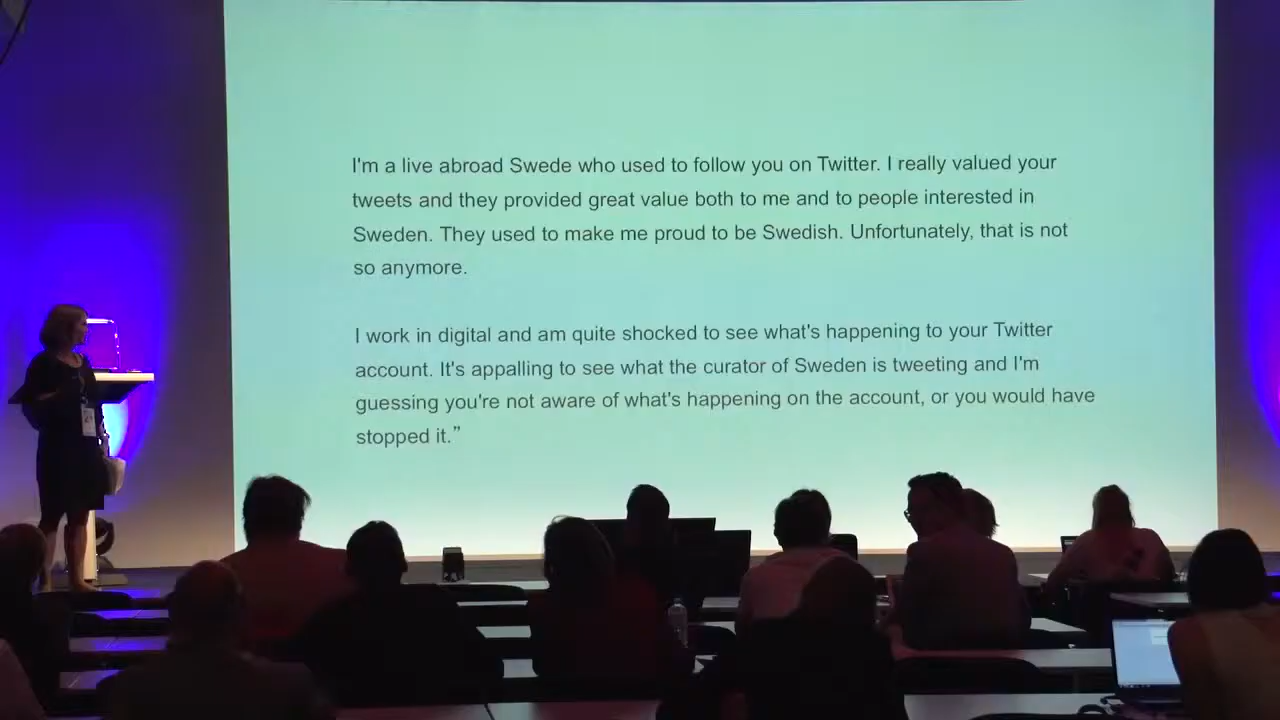 I'm a live abroad Swede who used to follow you on Twitter. I really valued your
tweets and they provided great value both to me and to people interested in
Sweden. They used to make me proud to be Swedish. Unfortunately, that is not
so anymore.
I work in digital and am quite shocked to see what's happening to your Twitter
account. It's appalling to see what the curator of Sweden is tweeting and I'm
guessing you're not aware of what's happening on the account, or you would have
stopped it.”